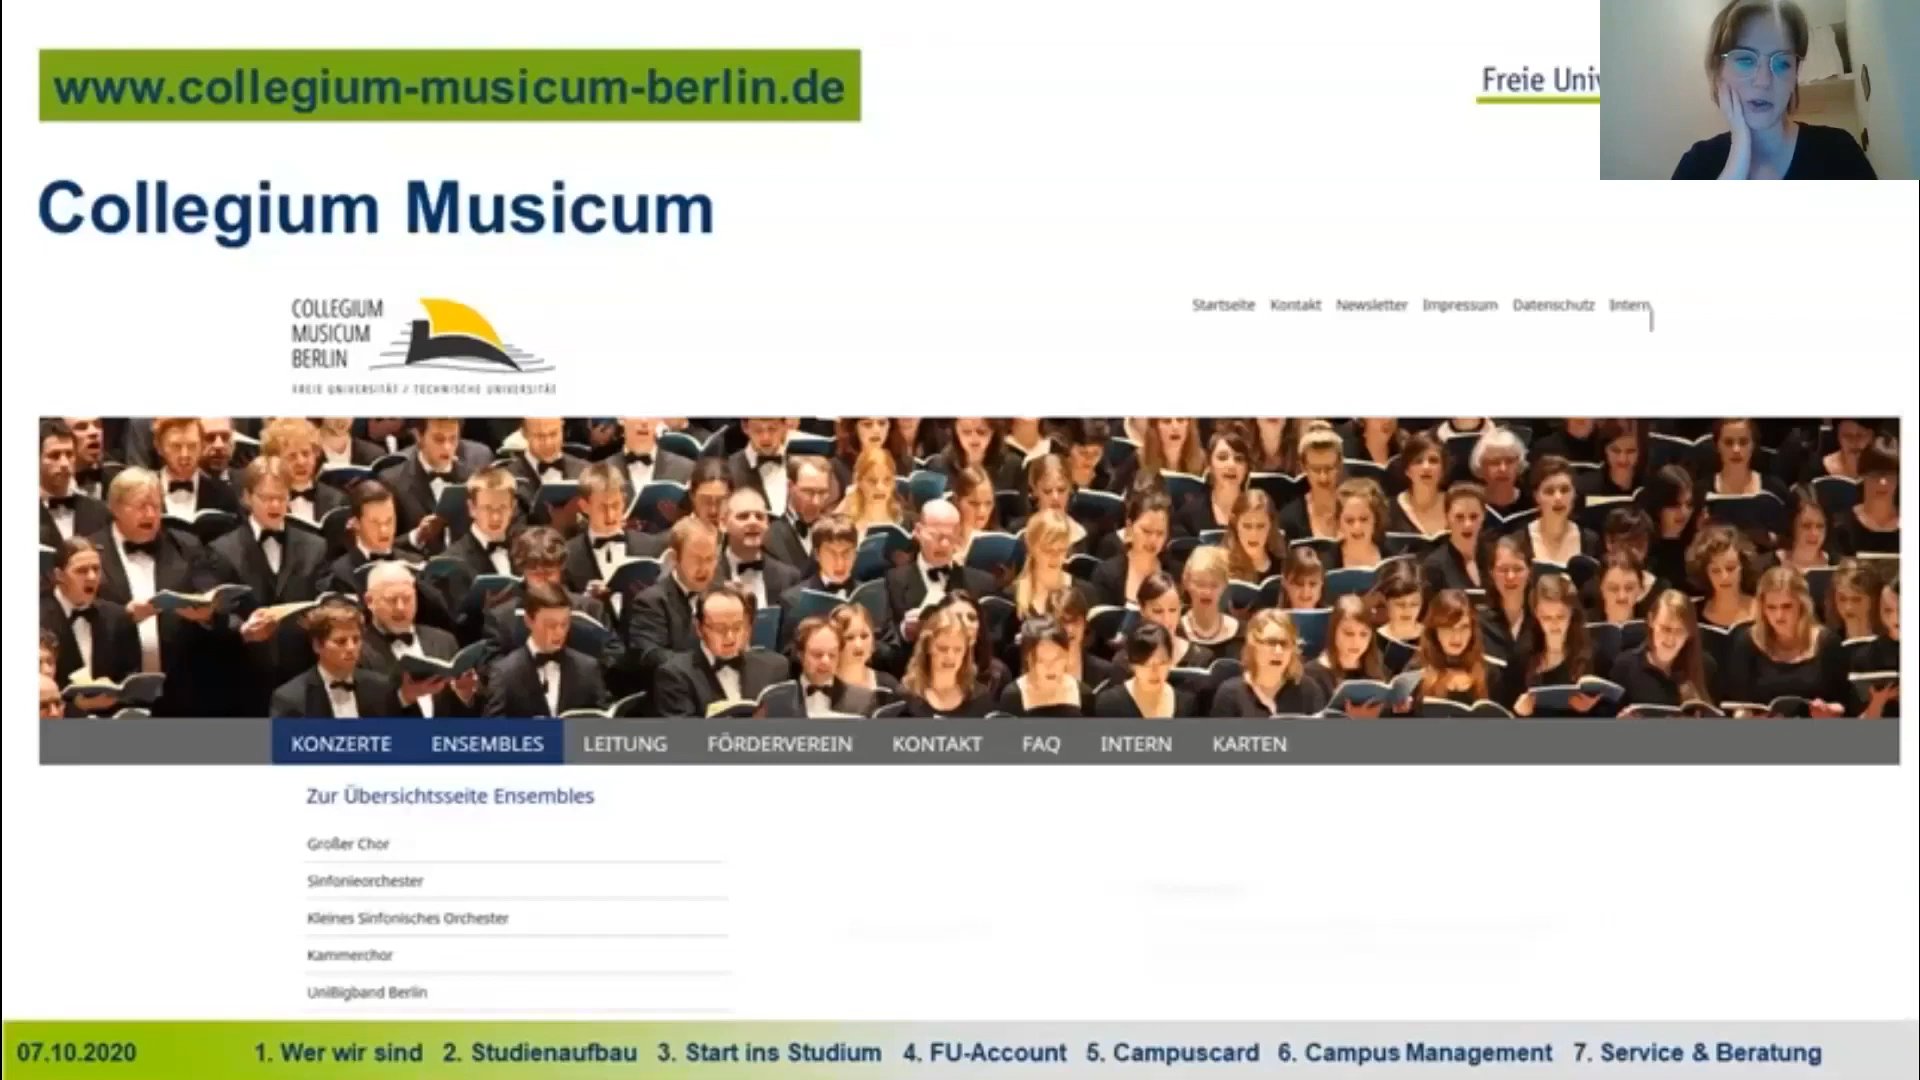 www.collegium-musicum-berlin.de
Freie Univ
Collegium Musicum
COLLEGIUM
MUSICUM
BERLIN
FREIE UNIVERSITÄT / TECHNISCHE UNIVERSITÄT
Startseite Kontakt Newsletter Impressum Datenschutz Intern
KONZERTE ENSEMBLES LEITUNG FÖRDERVEREIN KONTAKT FAQ INTERN KARTEN
Zur Übersichtsseite Ensembles
Großer Chor
Sinfonieorchester
Kleines Sinfonisches Orchester
Kammerchor
UniBigband Berlin
07.10.2020 1. Wer wir sind 2. Studienaufbau 3. Start ins Studium 4. FU-Account 5. Campuscard 6. Campus Management 7. Service & Beratung